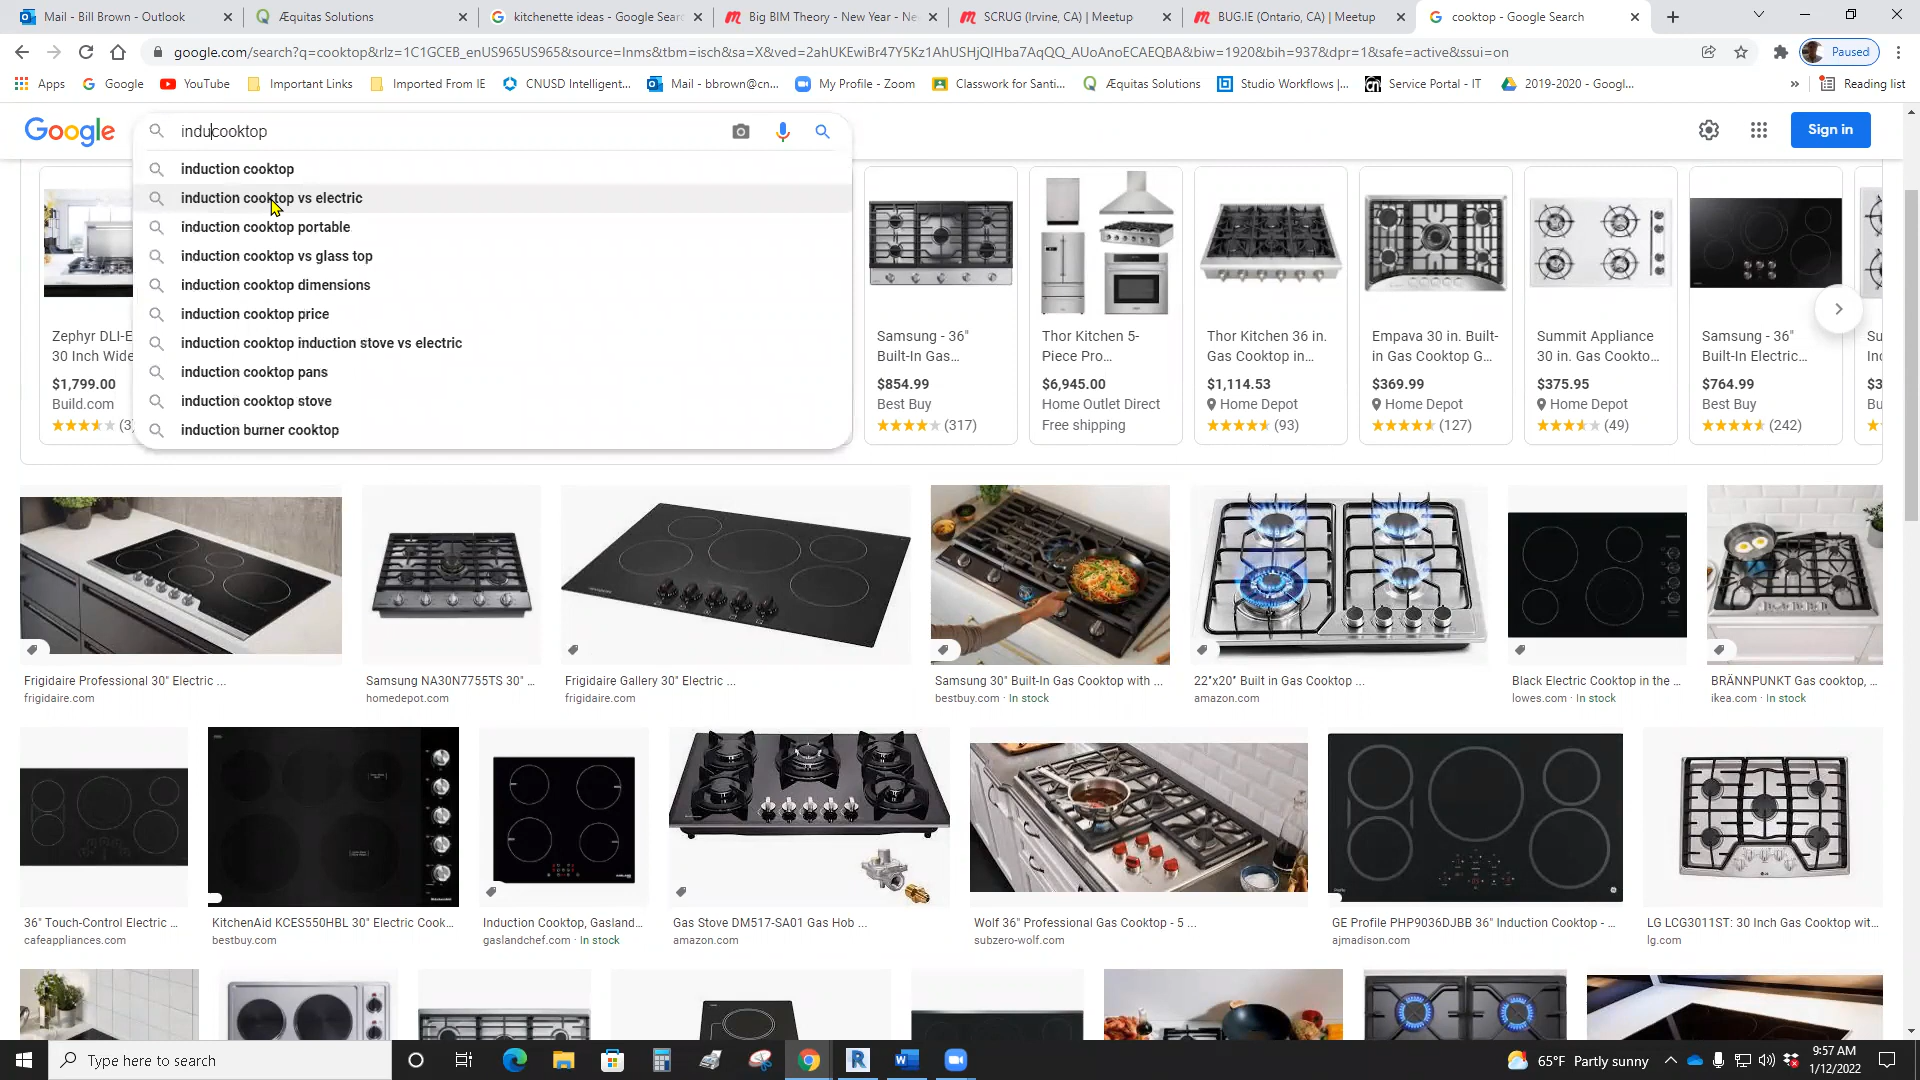 Mail - Bill Brown - Outlook
Æquitas Solutions
kitchenette ideas - Google Sear
Big BIM Theory - New Year - Ne
SCRUG (Irvine, CA) | Meetup
BUG.IE (Ontario, CA) | Meetup
cooktop - Google Search
google.com/search?q=cooktop&rlz=1C1GCEB_enUS965US965&source=lnms&tbm=isch&sa=X&ved=2ahUKEwiBr47Y5Kz1AhUSHjQIHba7AqQQ_AUoAnoECAEQBA&biw=1920&bih=937&dpr=1&safe=active&ssui=on
Paused
Apps
Google
YouTube
Important Links
Imported From IE
CNUSD Intelligent...
Mail - bbrown@cn...
My Profile - Zoom
Classwork for Santi...
Æquitas Solutions
Studio Workflows |...
Service Portal - IT
2019-2020 - Googl...
»
Reading list
Google
inducooktop
Sign in
induction cooktop
induction cooktop vs electric
induction cooktop portable
induction cooktop vs glass top
induction cooktop dimensions
induction cooktop price
induction cooktop induction stove vs electric
induction cooktop pans
induction cooktop stove
induction burner cooktop
Zephyr DLI-E
30 Inch Wide
$1,799.00
Build.com
(3
Samsung - 36"
Built-In Gas...
$854.99
Best Buy
(317)
Thor Kitchen 5-
Piece Pro...
$6,945.00
Home Outlet Direct
Free shipping
Thor Kitchen 36 in.
Gas Cooktop in...
$1,114.53
Home Depot
(93)
Empava 30 in. Built-
in Gas Cooktop G...
$369.99
Home Depot
(127)
Summit Appliance
30 in. Gas Cookto...
$375.95
Home Depot
(49)
Samsung - 36"
Built-In Electric...
$764.99
Best Buy
(242)
Su
Ind
$3
Bu
Frigidaire Professional 30" Electric ...
frigidaire.com
Samsung NA30N7755TS 30" ...
homedepot.com
Frigidaire Gallery 30" Electric ...
frigidaire.com
Samsung 30" Built-In Gas Cooktop with ...
bestbuy.com · In stock
22"x20" Built in Gas Cooktop ...
amazon.com
Black Electric Cooktop in the ...
lowes.com · In stock
BRÄNNPUNKT Gas cooktop, ...
ikea.com · In stock
36" Touch-Control Electric ...
cafeappliances.com
KitchenAid KCES550HBL 30" Electric Cook...
bestbuy.com
Induction Cooktop, Gasland...
gaslandchef.com · In stock
Gas Stove DM517-SA01 Gas Hob ...
amazon.com
Wolf 36" Professional Gas Cooktop - 5 ...
subzero-wolf.com
GE Profile PHP9036DJBB 36" Induction Cooktop - ...
ajmadison.com
LG LCG3011ST: 30 Inch Gas Cooktop wit...
lg.com
Type here to search
65°F Partly sunny
9:57 AM
1/12/2022